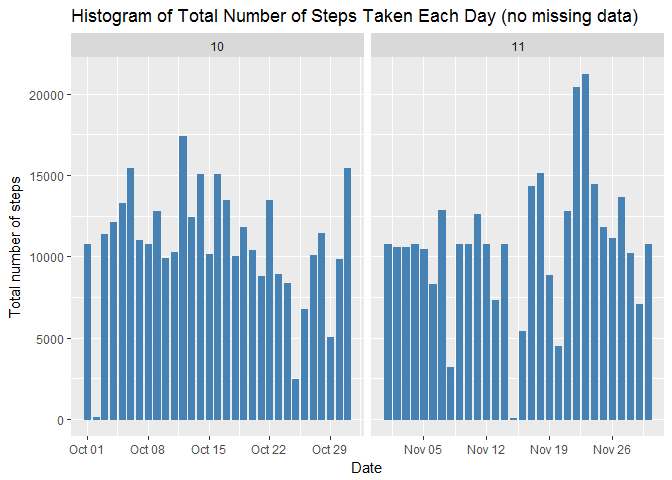 Histogram of Total Number of Steps Taken Each Day (no missing data)
10
11
20000
15000
10000
5000
0
Total number of steps
Oct 01
Oct 08
Oct 15
Oct 22
Oct 29
Nov 05
Nov 12
Nov 19
Nov 26
Date